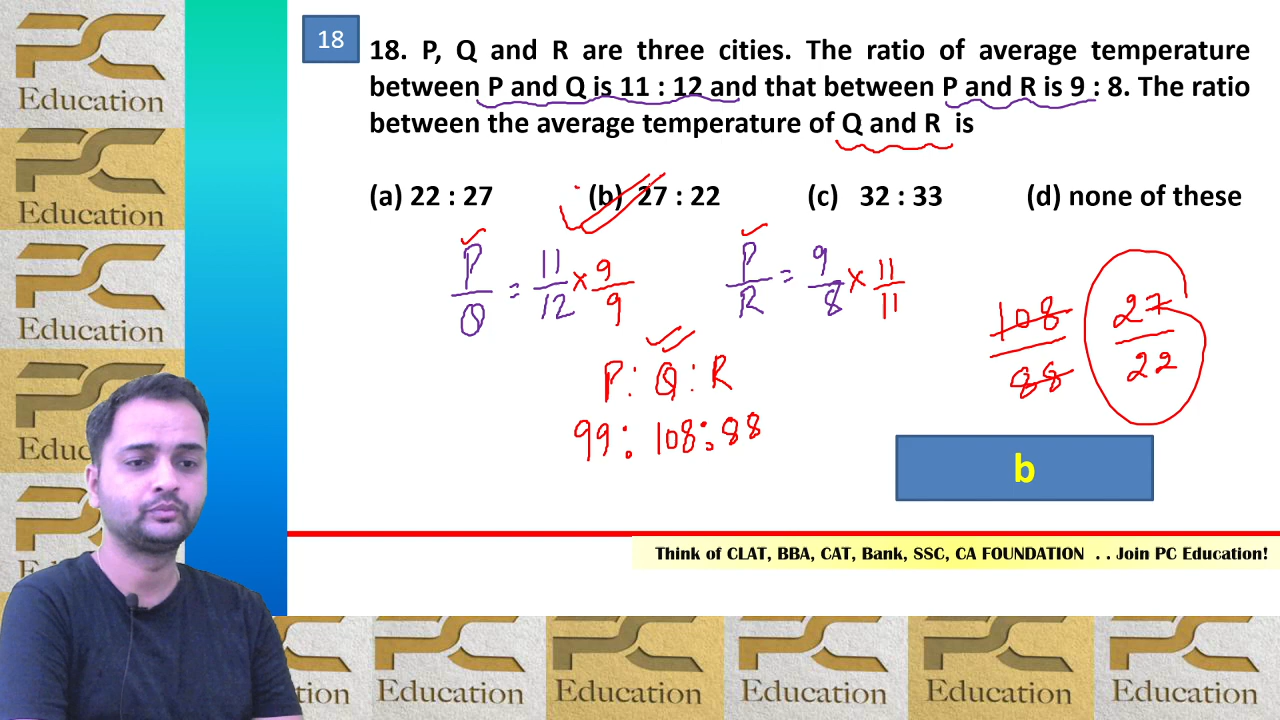 18
18. P, Q and R are three cities. The ratio of average temperature
between P and Q is 11 : 12 and that between P and R is 9 : 8. The ratio
between the average temperature of Q and R is
(a) 22 : 27 (b) 27 : 22 (c) 32 : 33 (d) none of these
P/Q = 11/12 × 9/9 P/R = 9/8 × 11/11
108/88 27/22
P : Q : R
99 : 108 : 88
b
Think of CLAT, BBA, CAT, Bank, SSC, CA FOUNDATION . . Join PC Education!
PC Education
Education
Education
Education
Education
Education
Education
Education
Education
Education